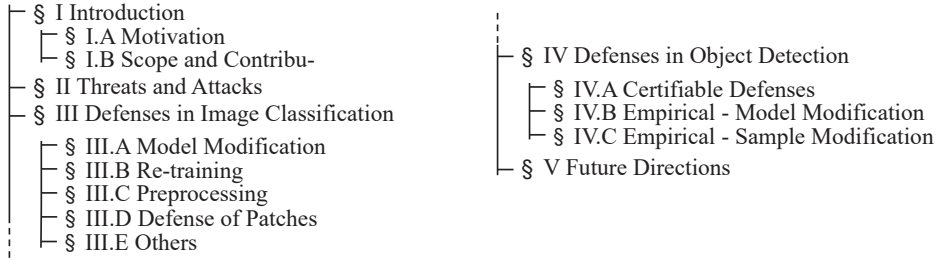 § I Introduction
§ I.A Motivation
§ I.B Scope and Contribu-
§ II Threats and Attacks
§ III Defenses in Image Classification
§ III.A Model Modification
§ III.B Re-training
§ III.C Preprocessing
§ III.D Defense of Patches
§ III.E Others
§ IV Defenses in Object Detection
§ IV.A Certifiable Defenses
§ IV.B Empirical - Model Modification
§ IV.C Empirical - Sample Modification
§ V Future Directions